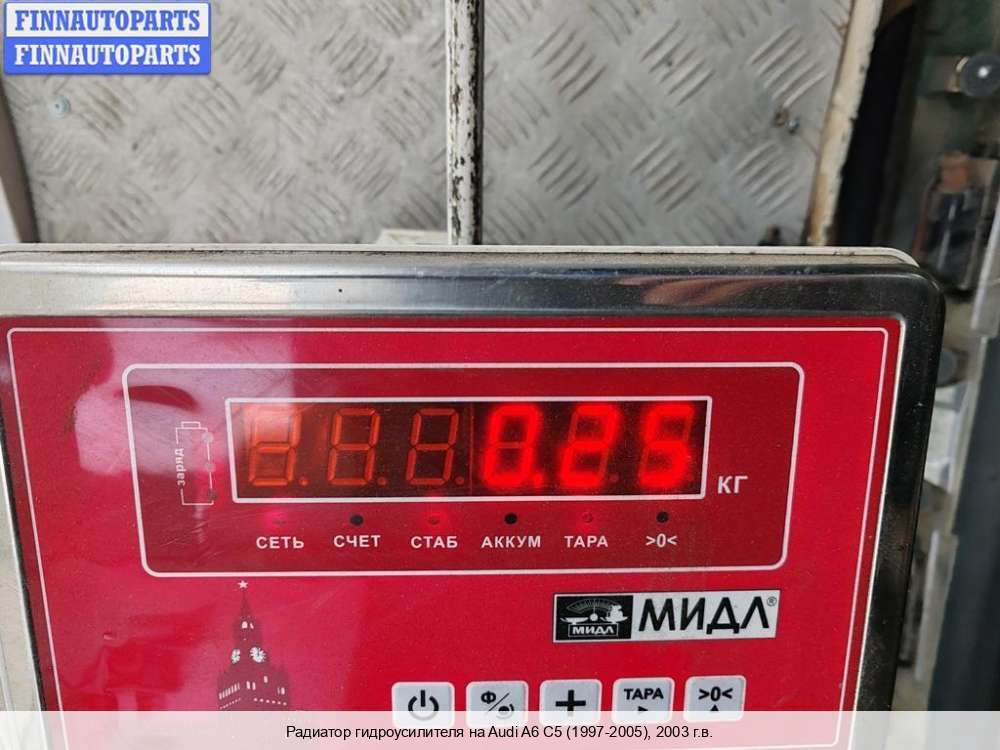 FINNAUTOPARTS
FINNAUTOPARTS
заряд
0.25
КГ
СЕТЬ СЧЕТ СТАБ АККУМ ТАРА >0<
МИДЛ МИДЛ®
Ф ТАРА >0<
Радиатор гидроусилителя на Audi A6 C5 (1997-2005), 2003 г.в.